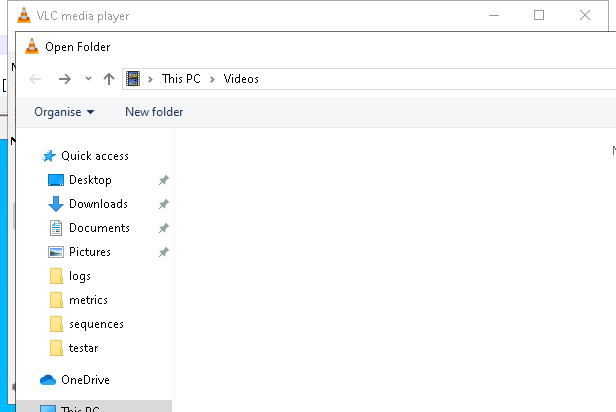 VLC media player
Open Folder
This PC > Videos
Organise
New folder
Quick access
Desktop
Downloads
Documents
Pictures
logs
metrics
sequences
testar
OneDrive
This PC